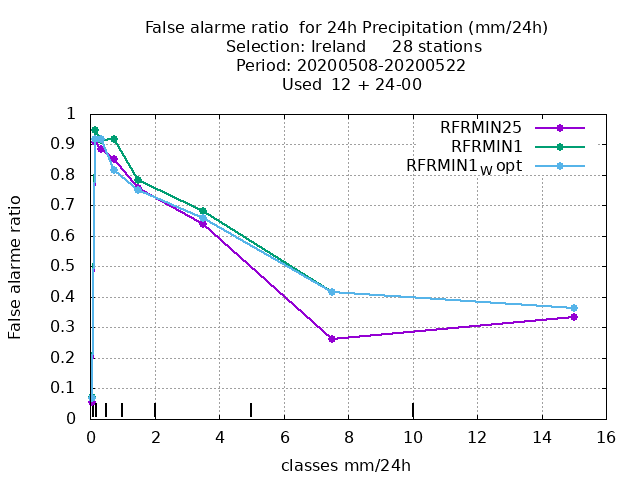 False alarme ratio  for 24h Precipitation (mm/24h)
Selection: Ireland     28 stations
Period: 20200508-20200522
Used  12 + 24-00
RFRMIN25
RFRMIN1
RFRMIN1W opt
False alarme ratio
1
0.9
0.8
0.7
0.6
0.5
0.4
0.3
0.2
0.1
0
0 2 4 6 8 10 12 14 16
classes mm/24h